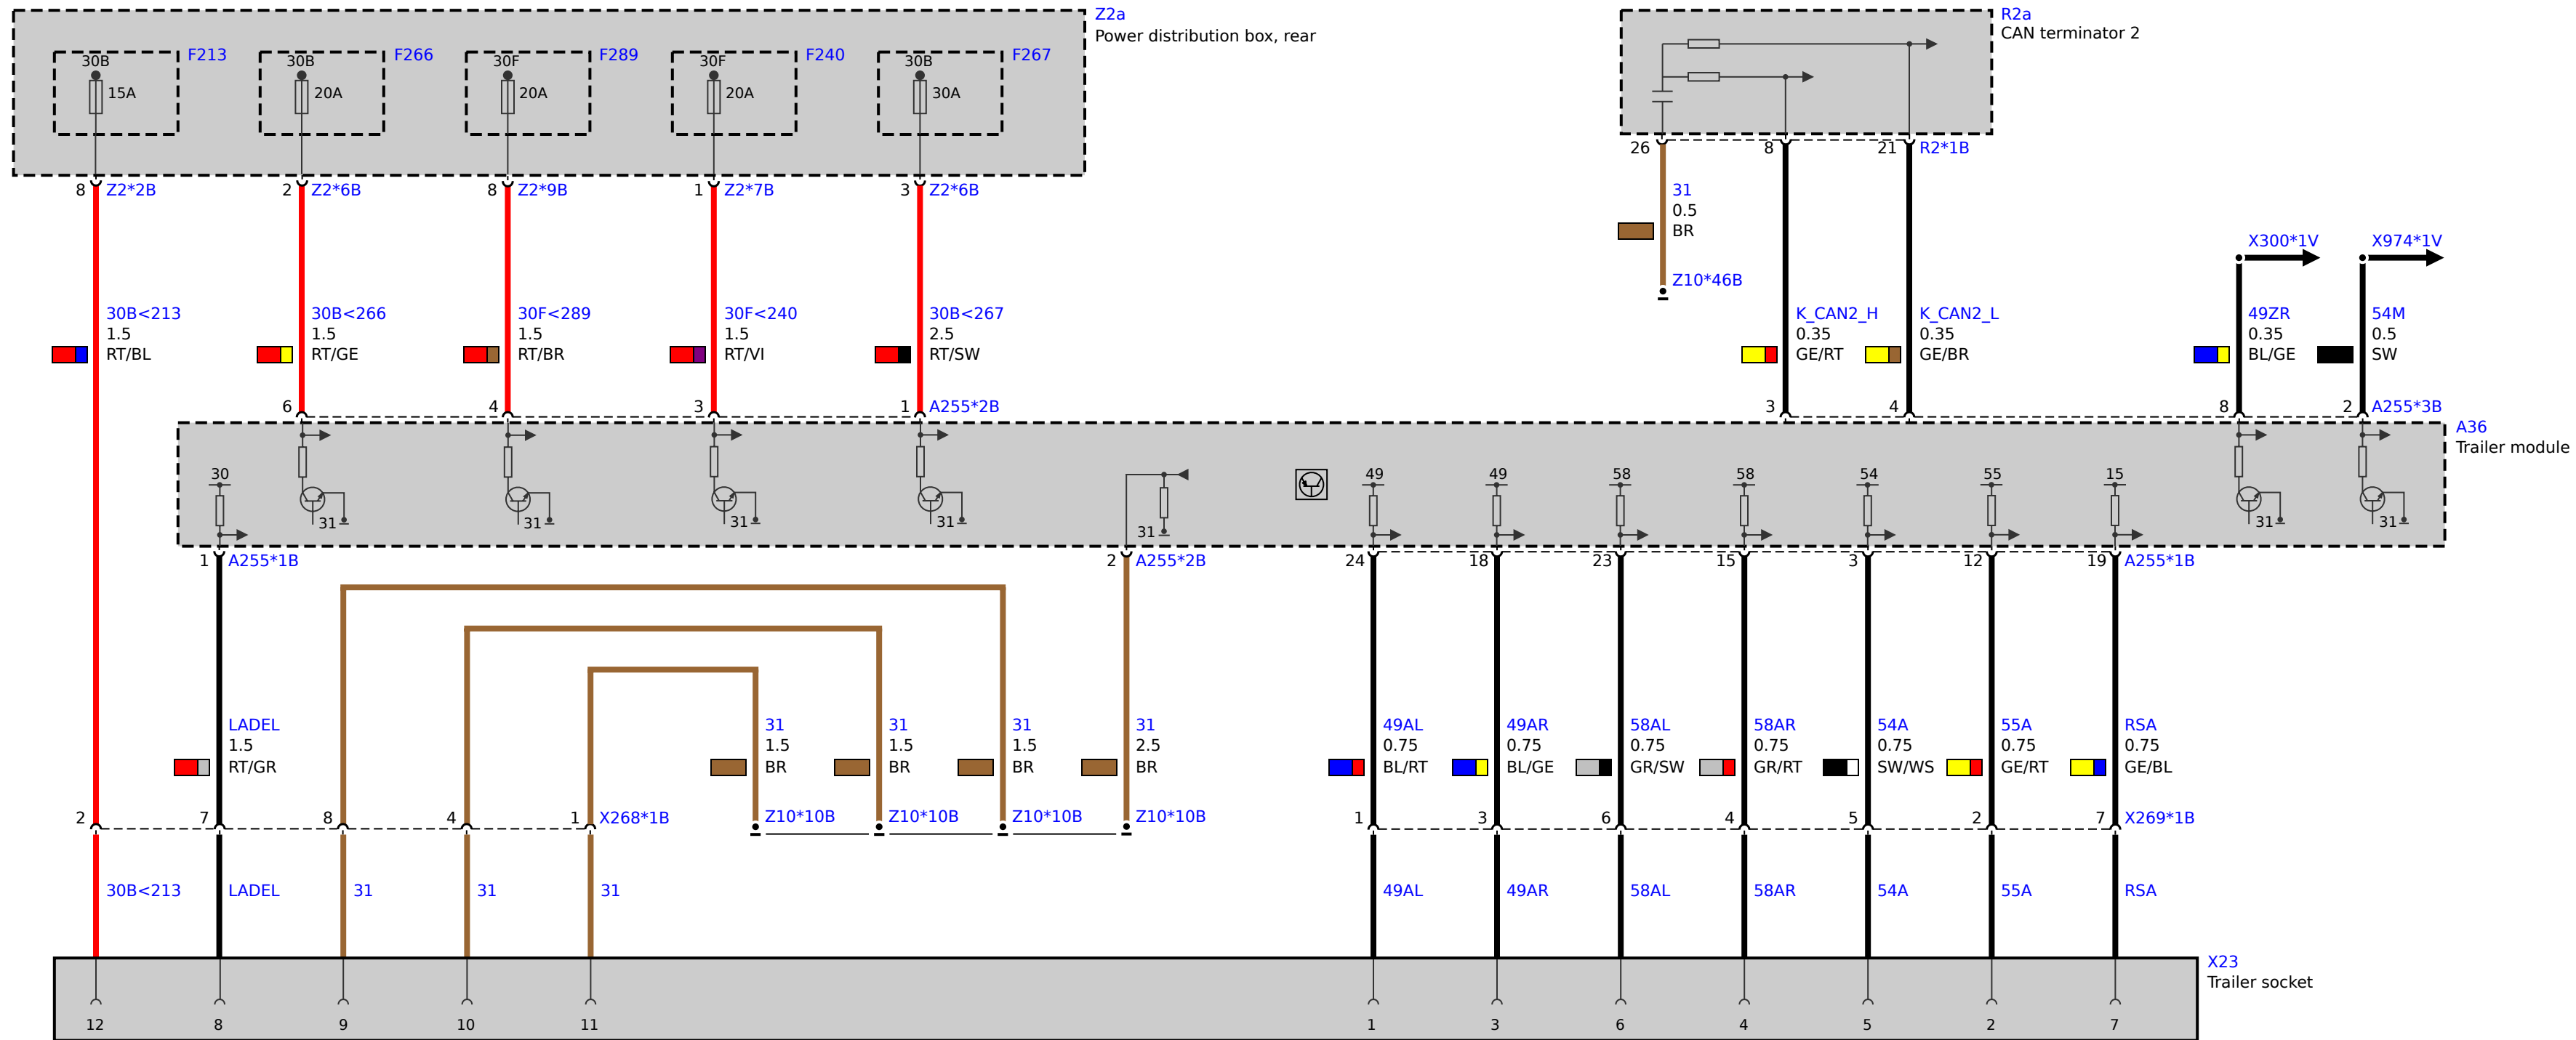 Z2a
Power distribution box, rear
R2a
CAN terminator 2
30B
F213
30B
F266
30F
F289
30F
F240
30B
F267
15A
20A
20A
20A
30A
26
8
21
R2*1B
8
Z2*2B
2
Z2*6B
8
Z2*9B
1
Z2*7B
3
Z2*6B
31
0.5
BR
X300*1V
X974*1V
Z10*46B
30B<213
1.5
RT/BL
30B<266
1.5
RT/GE
30F<289
1.5
RT/BR
30F<240
1.5
RT/VI
30B<267
2.5
RT/SW
K_CAN2_H
0.35
GE/RT
K_CAN2_L
0.35
GE/BR
49ZR
0.35
BL/GE
54M
0.5
SW
6
4
3
1
A255*2B
3
4
8
2
A255*3B
A36
Trailer module
30
49
49
58
58
54
55
15
31
31
31
31
31
31
31
1
A255*1B
2
A255*2B
24
18
23
15
3
12
19
A255*1B
LADEL
1.5
RT/GR
31
1.5
BR
31
1.5
BR
31
1.5
BR
31
2.5
BR
49AL
0.75
BL/RT
49AR
0.75
BL/GE
58AL
0.75
GR/SW
58AR
0.75
GR/RT
54A
0.75
SW/WS
55A
0.75
GE/RT
RSA
0.75
GE/BL
2
7
8
4
1
X268*1B
Z10*10B
Z10*10B
Z10*10B
Z10*10B
1
3
6
4
5
2
7
X269*1B
30B<213
LADEL
31
31
31
49AL
49AR
58AL
58AR
54A
55A
RSA
X23
Trailer socket
12
8
9
10
11
1
3
6
4
5
2
7